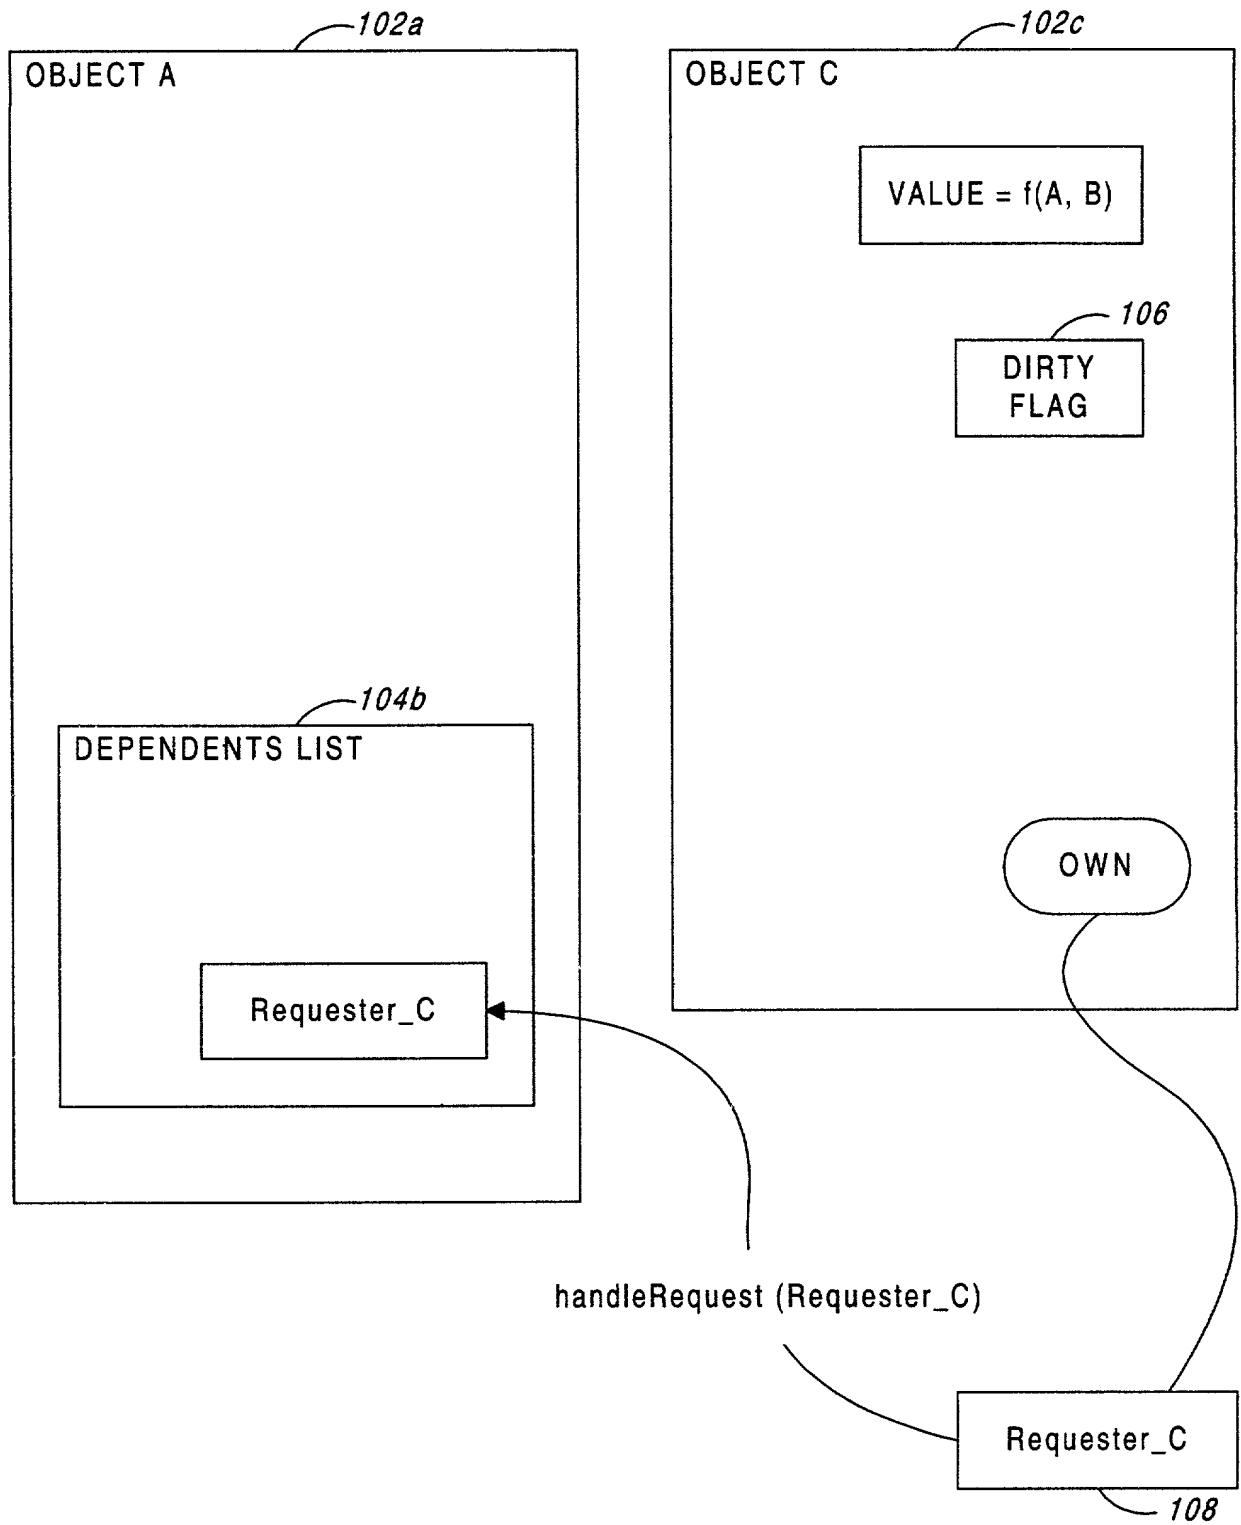 102a
102c
OBJECT A
OBJECT C
VALUE = f(A, B)
106
DIRTY
FLAG
104b
DEPENDENTS LIST
OWN
Requester_C
handleRequest (Requester_C)
Requester_C
108